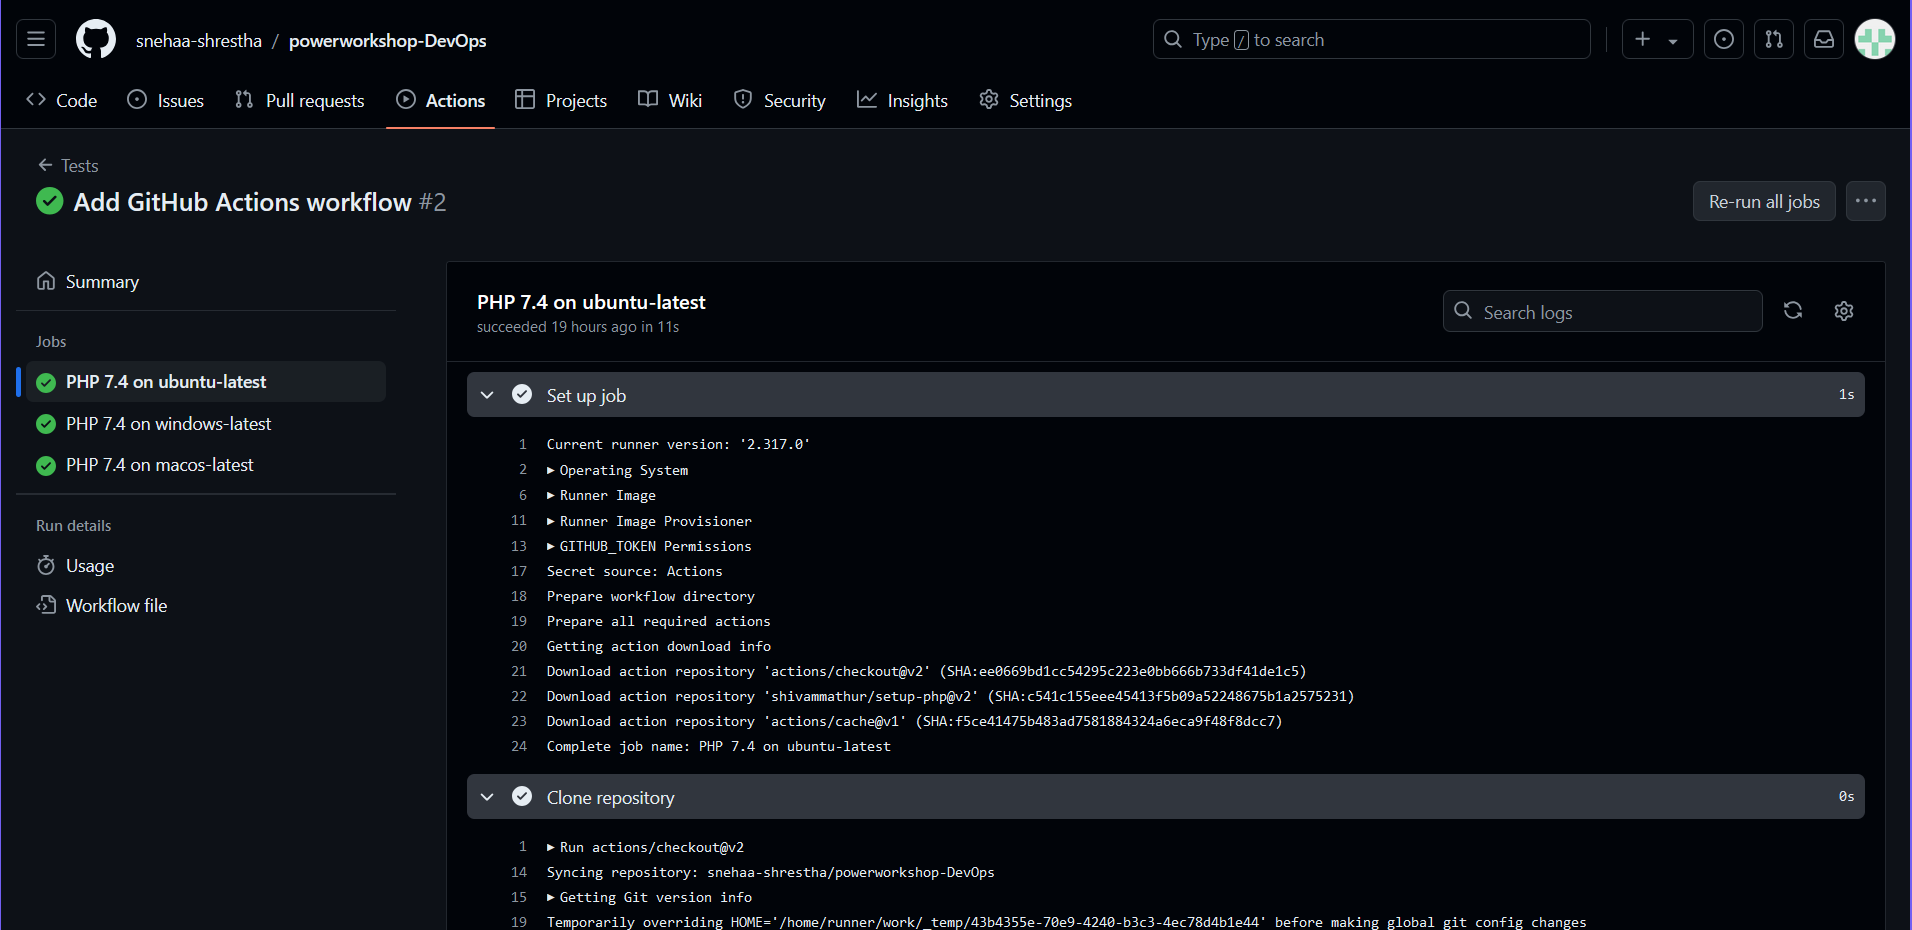 snehaa-shrestha / powerworkshop-DevOps
Type / to search
Code Issues Pull requests Actions Projects Wiki Security Insights Settings
Tests
Add GitHub Actions workflow #2
Re-run all jobs
Summary
Jobs
PHP 7.4 on ubuntu-latest
PHP 7.4 on windows-latest
PHP 7.4 on macos-latest
Run details
Usage
Workflow file
PHP 7.4 on ubuntu-latest
succeeded 19 hours ago in 11s
Search logs
Set up job 1s
1 Current runner version: '2.317.0'
2 Operating System
6 Runner Image
11 Runner Image Provisioner
13 GITHUB_TOKEN Permissions
17 Secret source: Actions
18 Prepare workflow directory
19 Prepare all required actions
20 Getting action download info
21 Download action repository 'actions/checkout@v2' (SHA:ee0669bd1cc54295c223e0bb666b733df41de1c5)
22 Download action repository 'shivammathur/setup-php@v2' (SHA:c541c155eee45413f5b09a52248675b1a2575231)
23 Download action repository 'actions/cache@v1' (SHA:f5ce41475b483ad7581884324a6eca9f48f8dcc7)
24 Complete job name: PHP 7.4 on ubuntu-latest
Clone repository 0s
1 Run actions/checkout@v2
14 Syncing repository: snehaa-shrestha/powerworkshop-DevOps
15 Getting Git version info
19 Temporarily overriding HOME='/home/runner/work/_temp/43b4355e-70e9-4240-b3c3-4ec78d4b1e44' before making global git config changes